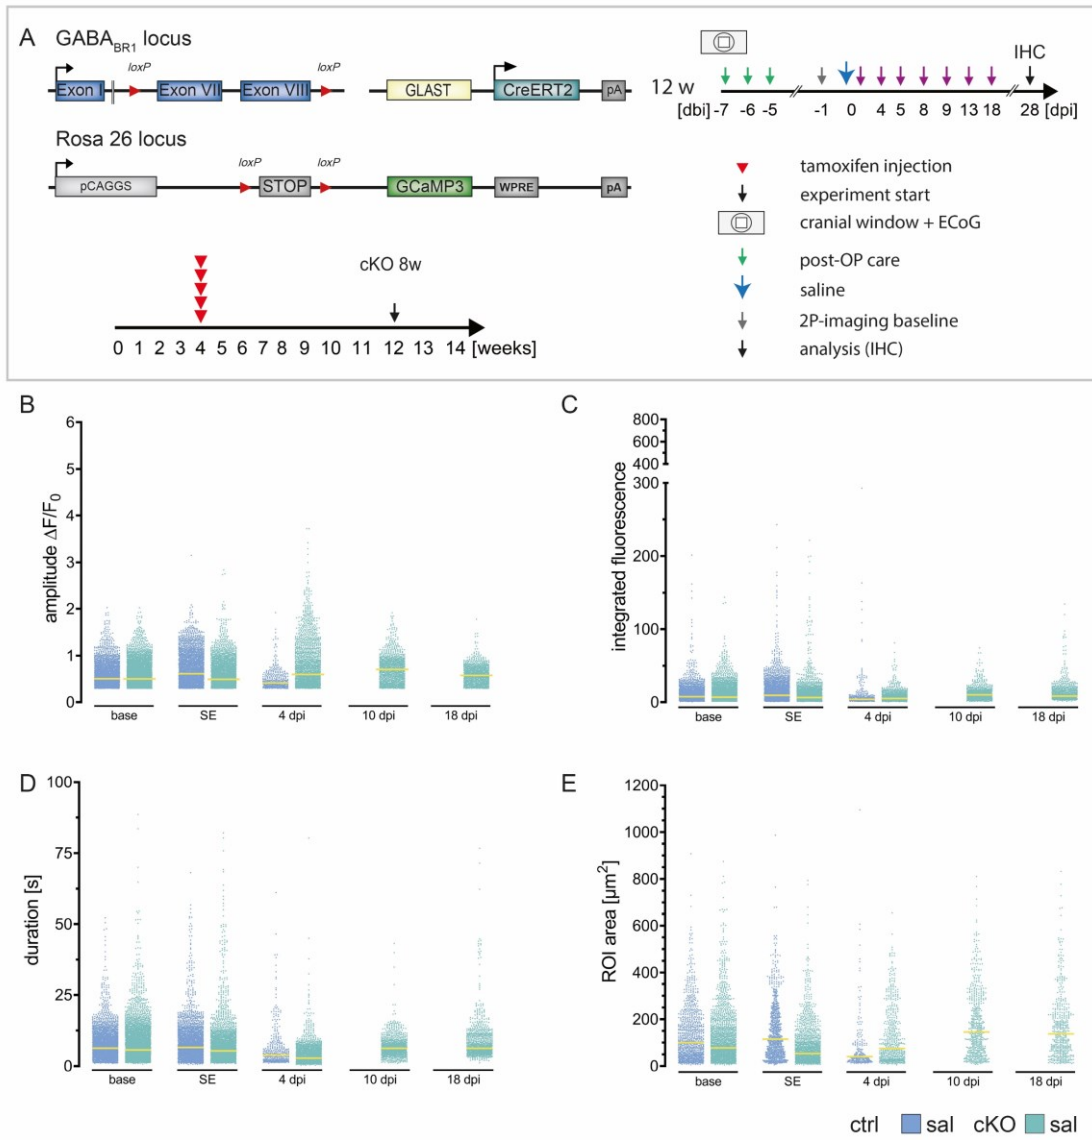 A
GABA BR1 locus
loxP loxP
Exon I Exon VII Exon VIII GLAST CreERT2 pA
Rosa 26 locus
loxP loxP
pCAGGS STOP GCaMP3 WPRE pA
cKO 8w
0 1 2 3 4 5 6 7 8 9 10 11 12 13 14 [weeks]
IHC
12 w
[dbi] -7 -6 -5 -1 0 1 4 5 8 9 13 18 28 [dpi]
tamoxifen injection
experiment start
cranial window + ECoG
post-OP care
saline
2P-imaging baseline
analysis (IHC)
B
amplitude ΔF/F0
6
5
4
3
2
1
0
base SE 4 dpi 10 dpi 18 dpi
C
integrated fluorescence
800
600
400
300
200
100
0
base SE 4 dpi 10 dpi 18 dpi
D
duration [s]
100
75
50
25
0
base SE 4 dpi 10 dpi 18 dpi
E
ROI area [µm²]
1200
1000
800
600
400
200
0
base SE 4 dpi 10 dpi 18 dpi
ctrl sal cKO sal